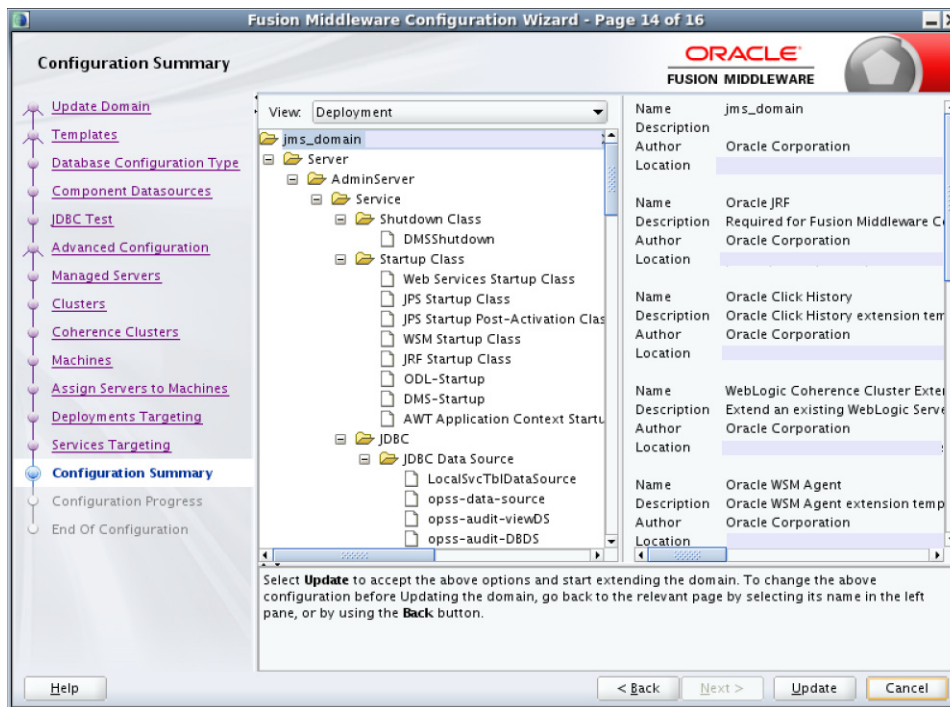 Fusion Middleware Configuration Wizard - Page 14 of 16
Configuration Summary
ORACLE
FUSION MIDDLEWARE
Update Domain
Templates
Database Configuration Type
Component Datasources
JDBC Test
Advanced Configuration
Managed Servers
Clusters
Coherence Clusters
Machines
Assign Servers to Machines
Deployments Targeting
Services Targeting
Configuration Summary
Configuration Progress
End Of Configuration
View: Deployment
jms_domain
Server
AdminServer
Service
Shutdown Class
DMSShutdown
Startup Class
Web Services Startup Class
JPS Startup Class
JPS Startup Post-Activation Clas
WSM Startup Class
JRF Startup Class
ODL-Startup
DMS-Startup
AWT Application Context Startu
JDBC
JDBC Data Source
LocalSvcTblDataSource
opss-data-source
opss-audit-viewDS
opss-audit-DBDS
Name jms_domain
Description
Author Oracle Corporation
Location
Name Oracle JRF
Description Required for Fusion Middleware C
Author Oracle Corporation
Location
Name Oracle Click History
Description Oracle Click History extension tem
Author Oracle Corporation
Location
Name WebLogic Coherence Cluster Exte
Description Extend an existing WebLogic Serve
Author Oracle Corporation
Location
Name Oracle WSM Agent
Description Oracle WSM Agent extension temp
Author Oracle Corporation
Location
Select Update to accept the above options and start extending the domain. To change the above
configuration before Updating the domain, go back to the relevant page by selecting its name in the left
pane, or by using the Back button.
Help
< Back
Next >
Update
Cancel